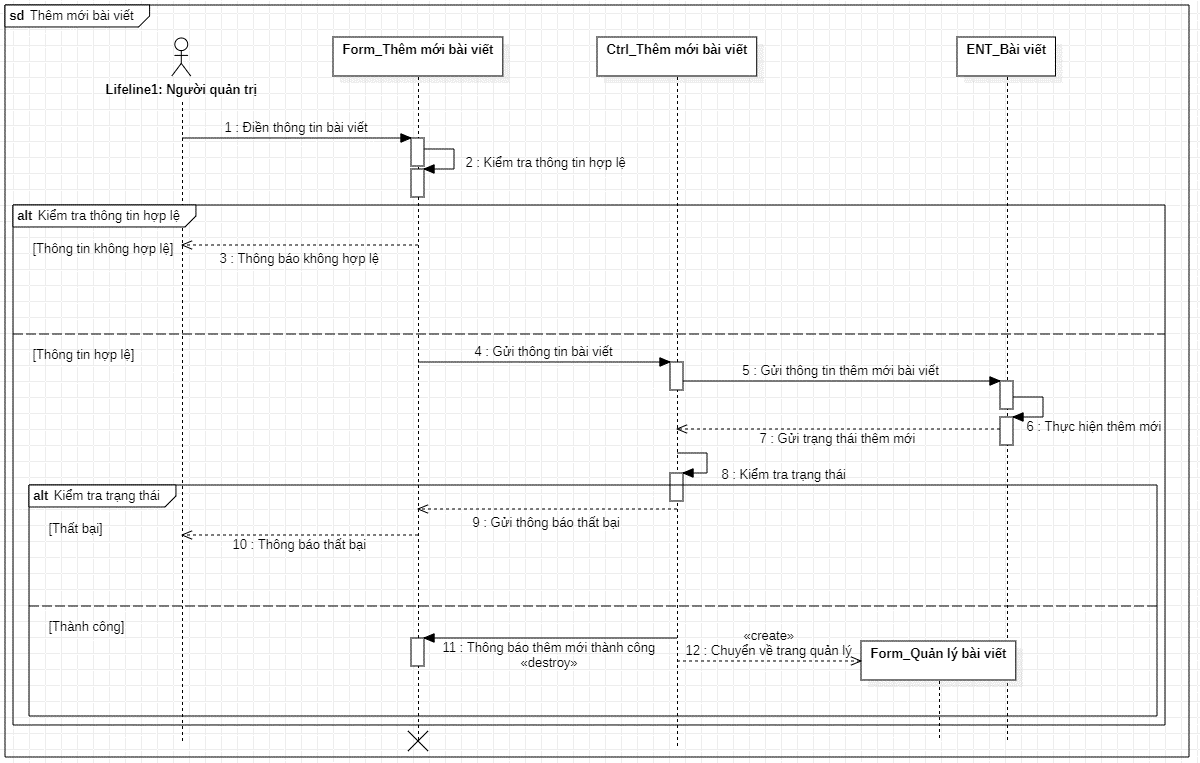 sd Thêm mới bài viết
Form_Thêm mới bài viết
Ctrl_Thêm mới bài viết
ENT_Bài viết
Lifeline1: Người quản trị
1 : Điền thông tin bài viết
2 : Kiểm tra thông tin hợp lệ
alt Kiểm tra thông tin hợp lệ
[Thông tin không hợp lệ]
3 : Thông báo không hợp lệ
[Thông tin hợp lệ]
4 : Gửi thông tin bài viết
5 : Gửi thông tin thêm mới bài viết
6 : Thực hiện thêm mới
7 : Gửi trạng thái thêm mới
8 : Kiểm tra trạng thái
alt Kiểm tra trạng thái
9 : Gửi thông báo thất bại
[Thất bại]
10 : Thông báo thất bại
[Thành công]
11 : Thông báo thêm mới thành công
«destroy»
«create»
12 : Chuyển về trang quản lý
Form_Quản lý bài viết